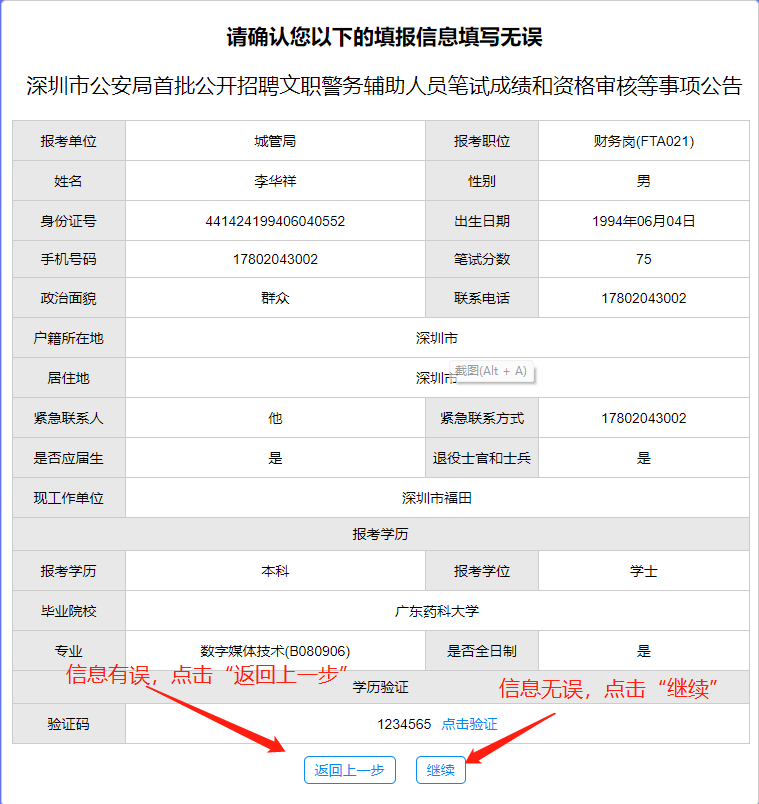 请确认您以下的填报信息填写无误
深圳市公安局首批公开招聘文职警务辅助人员笔试成绩和资格审核等事项公告
报考单位 城管局 报考职位 财务岗(FTA021)
姓名 李华祥 性别 男
身份证号 441424199406040552 出生日期 1994年06月04日
手机号码 17802043002 笔试分数 75
政治面貌 群众 联系电话 17802043002
户籍所在地 深圳市
居住地 深圳市 截图(Alt + A)
紧急联系人 他 紧急联系方式 17802043002
是否应届生 是 退役士官和士兵 是
现工作单位 深圳市福田
报考学历
报考学历 本科 报考学位 学士
毕业院校 广东药科大学
专业 数字媒体技术(B080906) 是否全日制 是
信息有误，点击“返回上一步”
学历验证
信息无误，点击“继续”
验证码 1234565 点击验证
返回上一步 继续